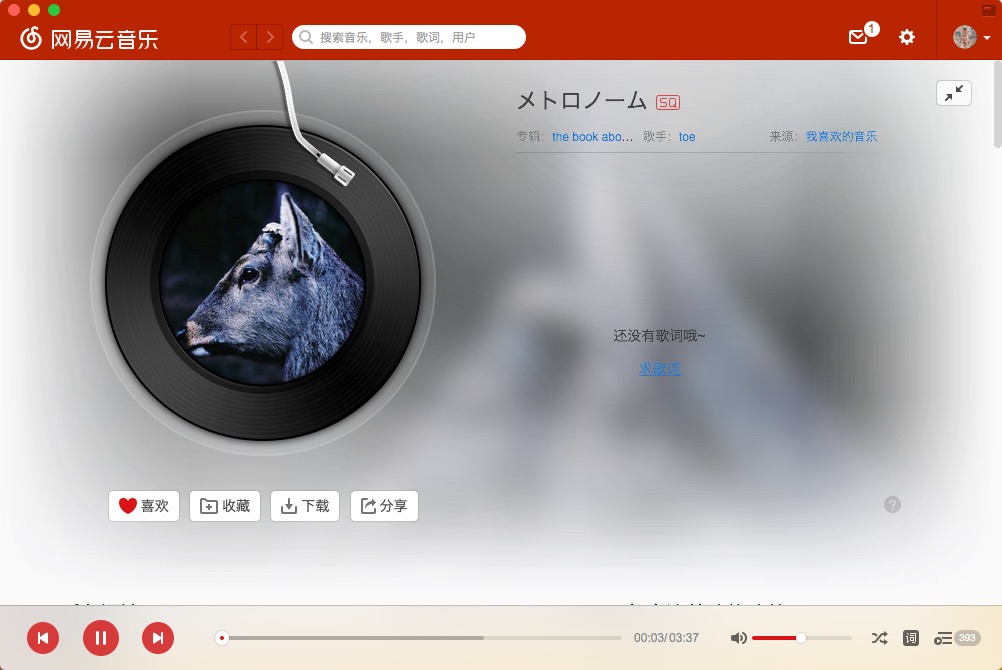 网易云音乐
搜索音乐，歌手，歌词，用户
1
メトロノーム SQ
专辑： the book abo... 歌手： toe 来源： 我喜欢的音乐
还没有歌词哦~
求歌词
喜欢 收藏 下载 分享
?
00:03/03:37
词
393